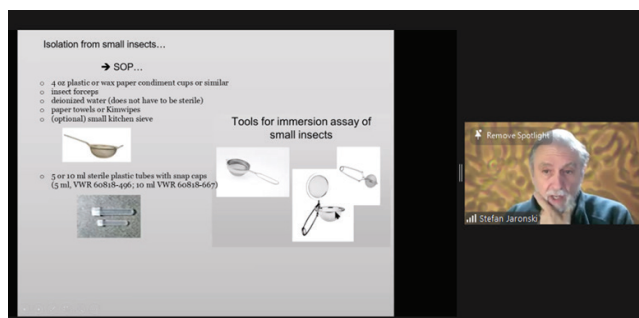 Isolation from small insects…
➔ SOP…
o 4 oz plastic or wax paper condiment cups or similar
o insect forceps
o deionized water (does not have to be sterile)
o paper towels or Kimwipes
o (optional) small kitchen sieve
Tools for immersion assay of
small insects
o 5 or 10 ml sterile plastic tubes with snap caps
(5 ml, VWR 60818-496; 10 ml VWR 60818-667)
Remove Spotlight
Stefan Jaronski